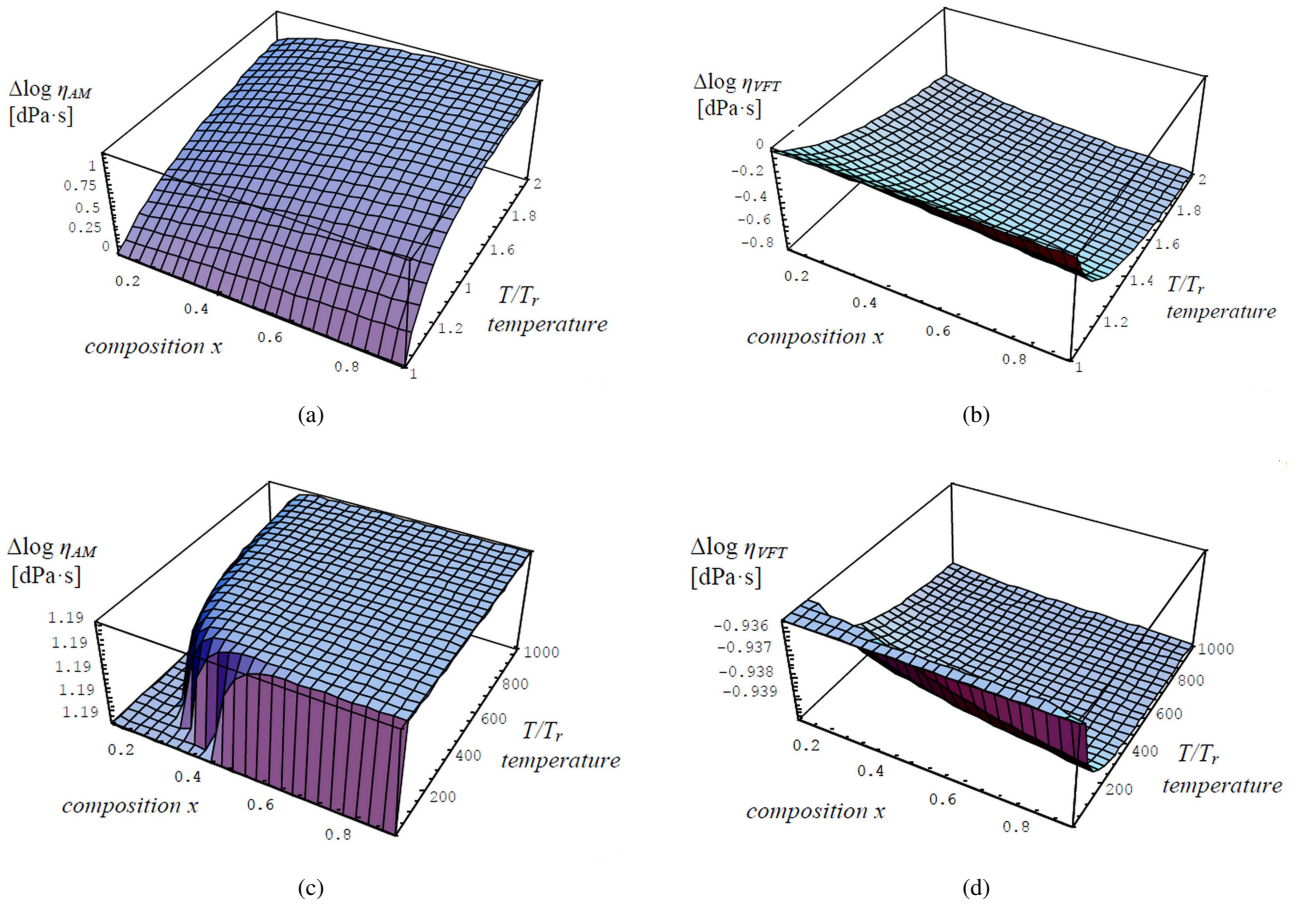 Δlog η_AM
[dPa·s]
1
0.75
0.5
0.25
0
0.2
0.4
0.6
0.8
composition x
2
1.8
1.6
1
1.2
1
T/T_r
temperature
(a)
Δlog η_VFT
[dPa·s]
0
-0.2
-0.4
-0.6
-0.8
0.2
0.4
0.6
0.8
composition x
2
1.8
1.6
1.4
1.2
1
T/T_r
temperature
(b)
Δlog η_AM
[dPa·s]
1.19
1.19
1.19
1.19
1.19
0.2
0.4
0.6
0.8
composition x
1000
800
600
400
200
T/T_r
temperature
(c)
Δlog η_VFT
[dPa·s]
-0.936
-0.937
-0.938
-0.939
0.2
0.4
0.6
0.8
composition x
1000
800
600
400
200
T/T_r
temperature
(d)